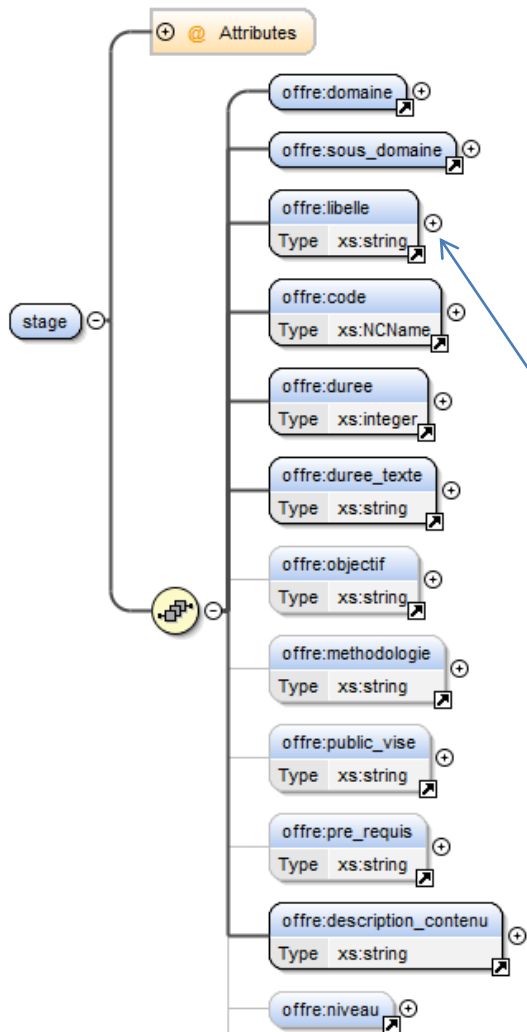 @ Attributes
offre:domaine
offre:sous_domaine
offre:libelle
Type xs:string
offre:code
Type xs:NCName
stage
offre:duree
Type xs:integer
offre:duree_texte
Type xs:string
offre:objectif
Type xs:string
offre:methodologie
Type xs:string
offre:public_vise
Type xs:string
offre:pre_requis
Type xs:string
offre:description_contenu
Type xs:string
offre:niveau